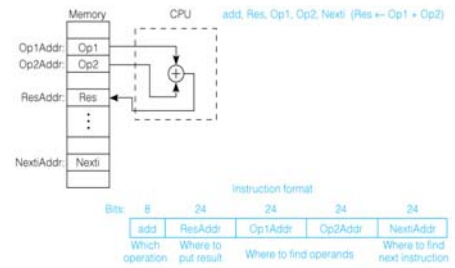 Memory CPU add, Res, Op1, Op2, Nexti (Res ← Op1 + Op2)
Op1Addr: Op1
Op2Addr: Op2
+
ResAddr: Res
NextiAddr: Nexti
Instruction format
Bits: 8 24 24 24 24
add ResAddr Op1Addr Op2Addr NextiAddr
Which Where to Where to find operands Where to find
operation put result next instruction